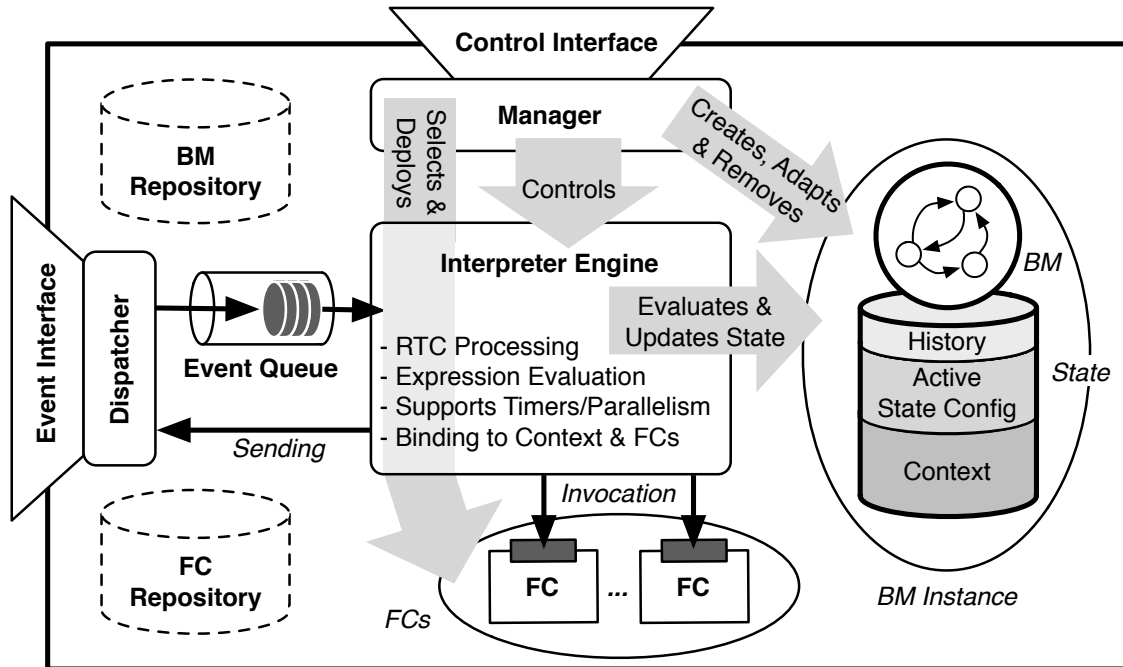 Control Interface
Manager
Selects &
Deploys
Controls
Creates, Adapts
& Removes
BM
Repository
Event Interface
Dispatcher
Event Queue
Interpreter Engine
- RTC Processing
- Expression Evaluation
- Supports Timers/Parallelism
- Binding to Context & FCs
Evaluates &
Updates State
BM
History
Active
State Config
Context
State
BM Instance
Sending
Invocation
FC
Repository
FCs
FC
...
FC